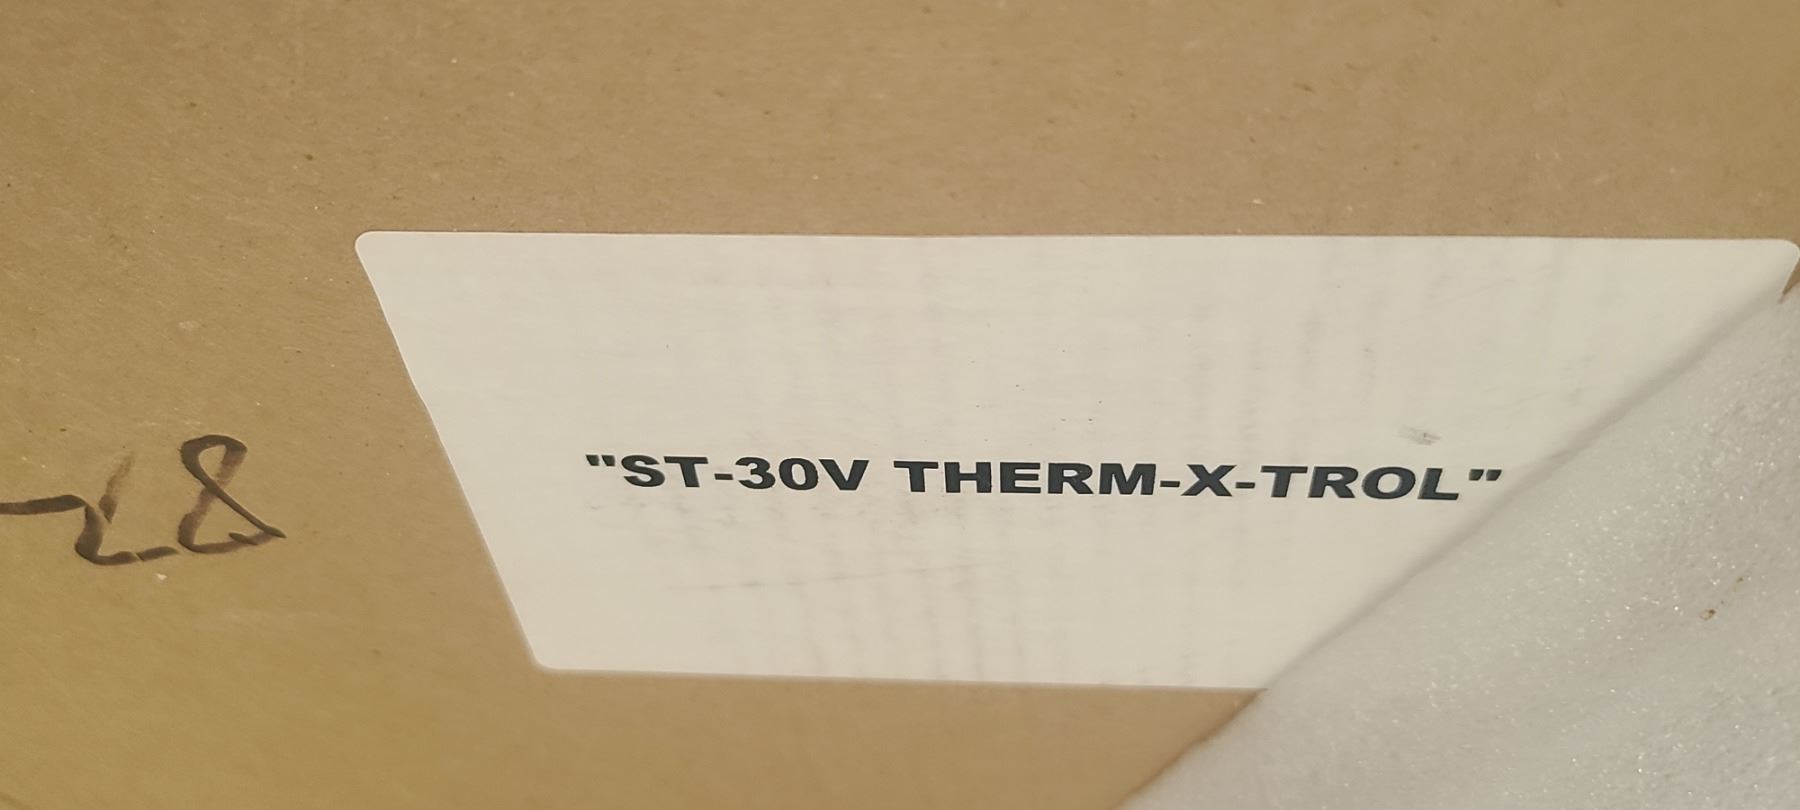 "ST-30V THERM-X-TROL"